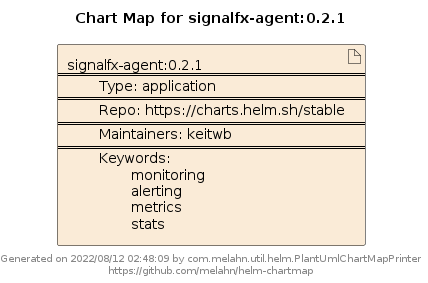 Chart Map for signalfx-agent:0.2.1
signalfx-agent:0.2.1
Type: application
Repo: https://charts.helm.sh/stable
Maintainers: keitwb
Keywords:
monitoring
alerting
metrics
stats
Generated on 2022/08/12 02:48:09 by com.melahn.util.helm.PlantUmlChartMapPrinter
https://github.com/melahn/helm-chartmap